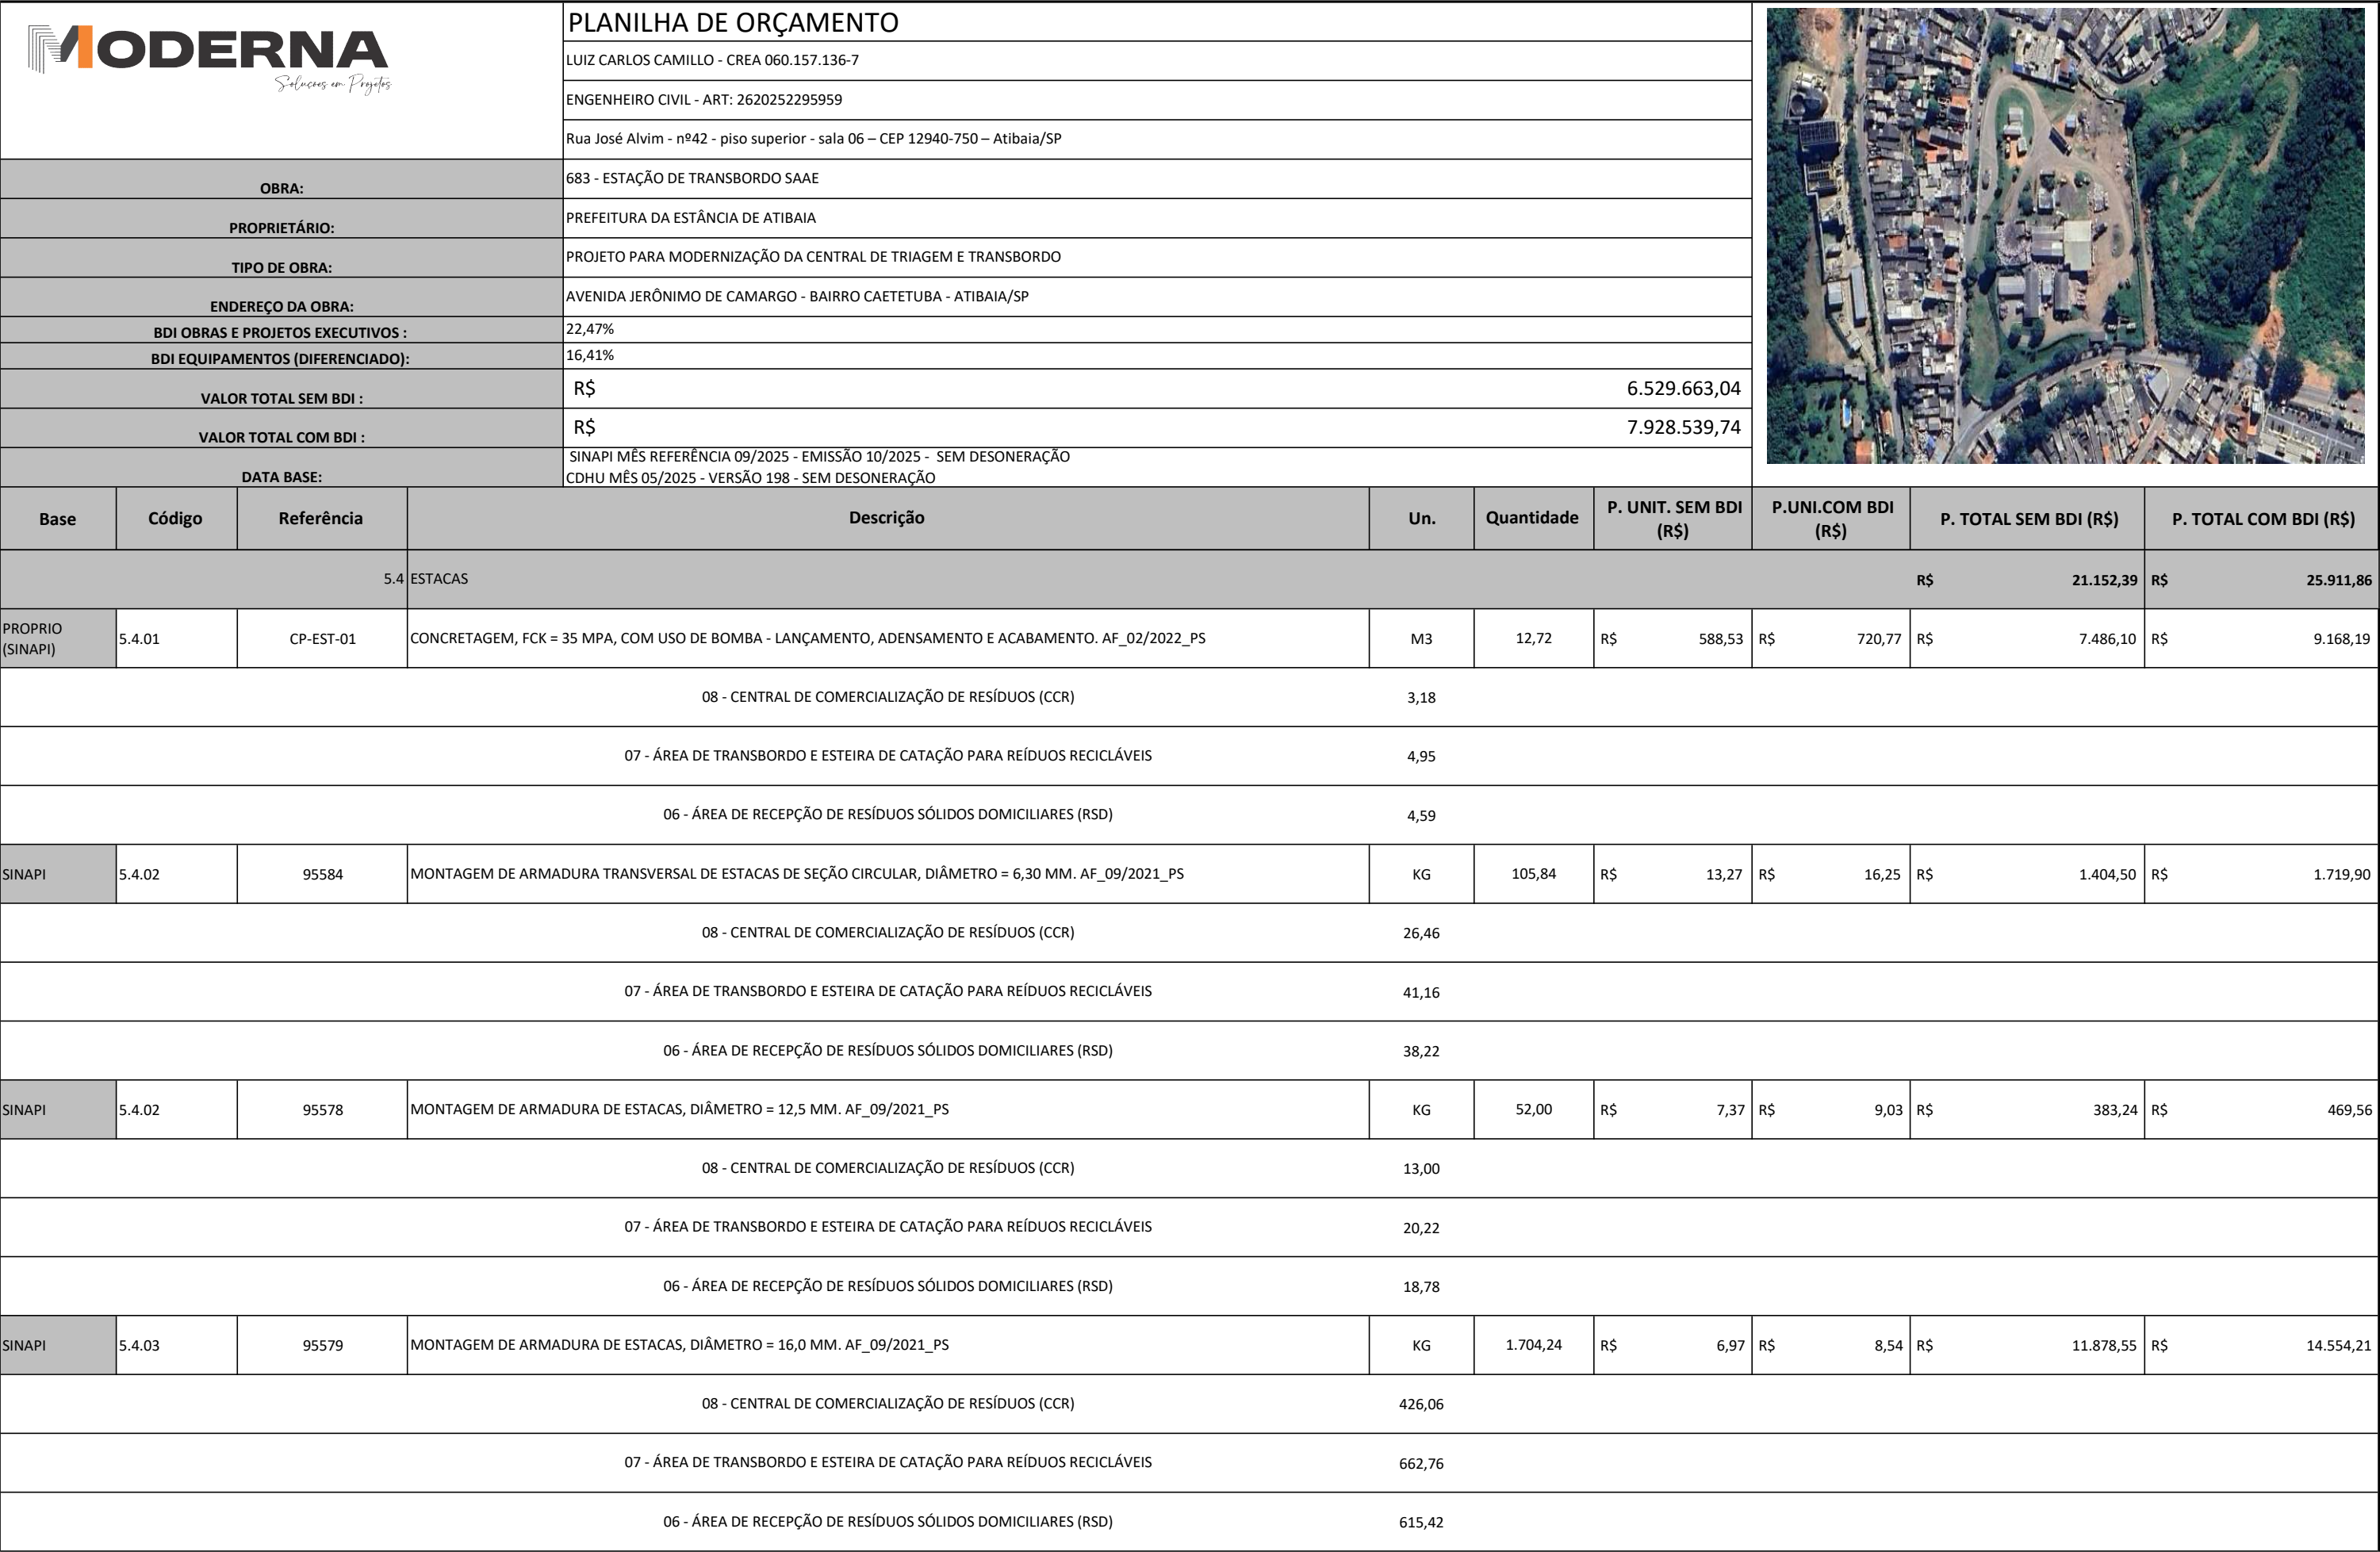 MODERNA
Soluções em Projetos
PLANILHA DE ORÇAMENTO
LUIZ CARLOS CAMILLO - CREA 060.157.136-7
ENGENHEIRO CIVIL - ART: 2620252295959
Rua José Alvim - nº42 - piso superior - sala 06 – CEP 12940-750 – Atibaia/SP
OBRA: 683 - ESTAÇÃO DE TRANSBORDO SAAE
PROPRIETÁRIO: PREFEITURA DA ESTÂNCIA DE ATIBAIA
TIPO DE OBRA: PROJETO PARA MODERNIZAÇÃO DA CENTRAL DE TRIAGEM E TRANSBORDO
ENDEREÇO DA OBRA: AVENIDA JERÔNIMO DE CAMARGO - BAIRRO CAETETUBA - ATIBAIA/SP
BDI OBRAS E PROJETOS EXECUTIVOS : 22,47%
BDI EQUIPAMENTOS (DIFERENCIADO): 16,41%
VALOR TOTAL SEM BDI : R$ 6.529.663,04
VALOR TOTAL COM BDI : R$ 7.928.539,74
DATA BASE: SINAPI MÊS REFERÊNCIA 09/2025 - EMISSÃO 10/2025 - SEM DESONERAÇÃO
CDHU MÊS 05/2025 - VERSÃO 198 - SEM DESONERAÇÃO
Base Código Referência Descrição Un. Quantidade P. UNIT. SEM BDI (R$) P.UNI.COM BDI (R$) P. TOTAL SEM BDI (R$) P. TOTAL COM BDI (R$)
5.4 ESTACAS R$ 21.152,39 R$ 25.911,86
PROPRIO (SINAPI) 5.4.01 CP-EST-01 CONCRETAGEM, FCK = 35 MPA, COM USO DE BOMBA - LANÇAMENTO, ADENSAMENTO E ACABAMENTO. AF_02/2022_PS M3 12,72 R$ 588,53 R$ 720,77 R$ 7.486,10 R$ 9.168,19
08 - CENTRAL DE COMERCIALIZAÇÃO DE RESÍDUOS (CCR) 3,18
07 - ÁREA DE TRANSBORDO E ESTEIRA DE CATAÇÃO PARA REÍDUOS RECICLÁVEIS 4,95
06 - ÁREA DE RECEPÇÃO DE RESÍDUOS SÓLIDOS DOMICILIARES (RSD) 4,59
SINAPI 5.4.02 95584 MONTAGEM DE ARMADURA TRANSVERSAL DE ESTACAS DE SEÇÃO CIRCULAR, DIÂMETRO = 6,30 MM. AF_09/2021_PS KG 105,84 R$ 13,27 R$ 16,25 R$ 1.404,50 R$ 1.719,90
08 - CENTRAL DE COMERCIALIZAÇÃO DE RESÍDUOS (CCR) 26,46
07 - ÁREA DE TRANSBORDO E ESTEIRA DE CATAÇÃO PARA REÍDUOS RECICLÁVEIS 41,16
06 - ÁREA DE RECEPÇÃO DE RESÍDUOS SÓLIDOS DOMICILIARES (RSD) 38,22
SINAPI 5.4.02 95578 MONTAGEM DE ARMADURA DE ESTACAS, DIÂMETRO = 12,5 MM. AF_09/2021_PS KG 52,00 R$ 7,37 R$ 9,03 R$ 383,24 R$ 469,56
08 - CENTRAL DE COMERCIALIZAÇÃO DE RESÍDUOS (CCR) 13,00
07 - ÁREA DE TRANSBORDO E ESTEIRA DE CATAÇÃO PARA REÍDUOS RECICLÁVEIS 20,22
06 - ÁREA DE RECEPÇÃO DE RESÍDUOS SÓLIDOS DOMICILIARES (RSD) 18,78
SINAPI 5.4.03 95579 MONTAGEM DE ARMADURA DE ESTACAS, DIÂMETRO = 16,0 MM. AF_09/2021_PS KG 1.704,24 R$ 6,97 R$ 8,54 R$ 11.878,55 R$ 14.554,21
08 - CENTRAL DE COMERCIALIZAÇÃO DE RESÍDUOS (CCR) 426,06
07 - ÁREA DE TRANSBORDO E ESTEIRA DE CATAÇÃO PARA REÍDUOS RECICLÁVEIS 662,76
06 - ÁREA DE RECEPÇÃO DE RESÍDUOS SÓLIDOS DOMICILIARES (RSD) 615,42